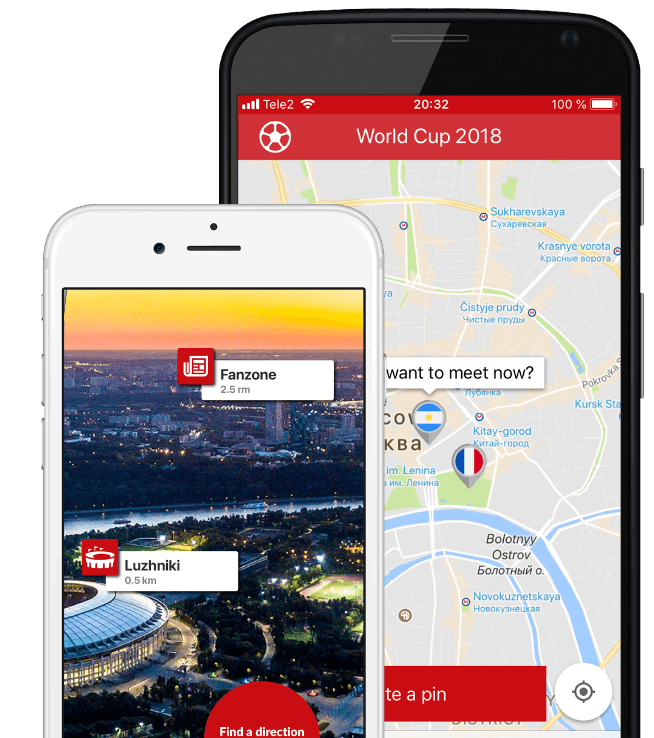 Tele2
20:32
100 %
World Cup 2018
Sukharevskaya
Сухаревская
Krasnye vorota
Красные ворота
Čistyje prudy
Чистые пруды
want to meet now?
Лубянка
Pokrovka
Kursk Sta
Kitay-gorod
Китай-город
cow
ква
im. Lenina
им. Ленина
Bolotnyy
Ostrov
Болотный о.
Novokuznetskaya
Новокузнецкая
te a pin
DISTRICT
Fanzone
2.5 rm
Luzhniki
0.5 km
Find a direction